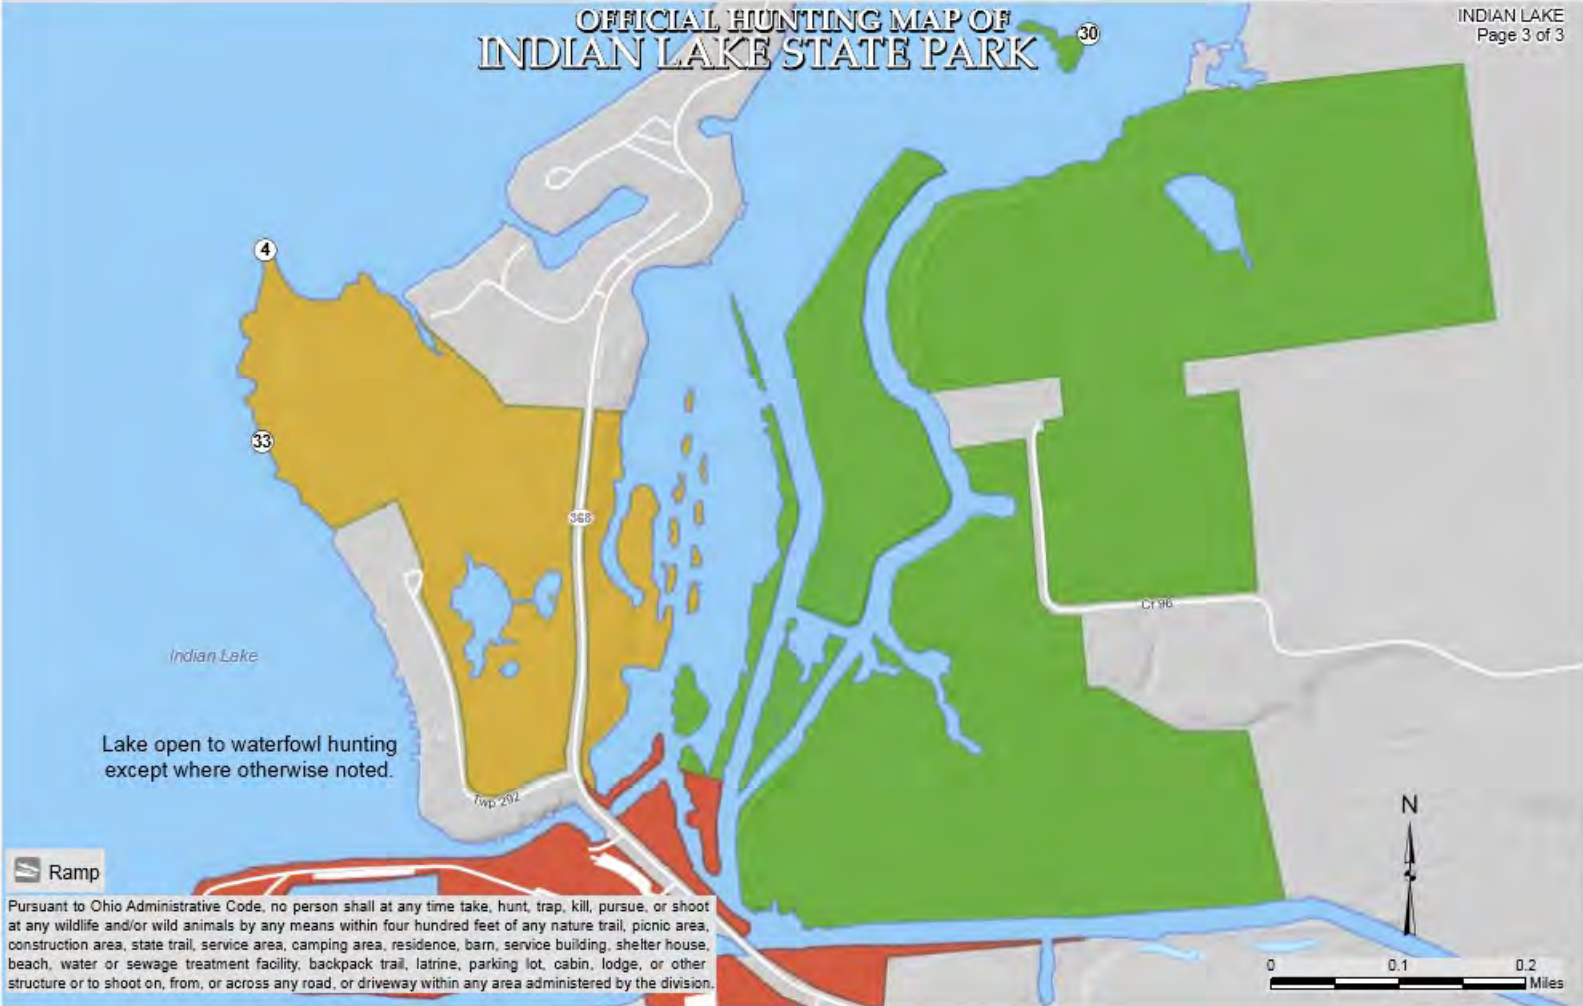 OFFICIAL HUNTING MAP OF
INDIAN LAKE STATE PARK
INDIAN LAKE
Page 3 of 3
30
4
33
368
Cr 96
Indian Lake
Lake open to waterfowl hunting
except where otherwise noted.
Twp 292
N
Ramp
Pursuant to Ohio Administrative Code, no person shall at any time take, hunt, trap, kill, pursue, or shoot
at any wildlife and/or wild animals by any means within four hundred feet of any nature trail, picnic area,
construction area, state trail, service area, camping area, residence, barn, service building, shelter house,
beach, water or sewage treatment facility, backpack trail, latrine, parking lot, cabin, lodge, or other
structure or to shoot on, from, or across any road, or driveway within any area administered by the division.
0 0.1 0.2
Miles